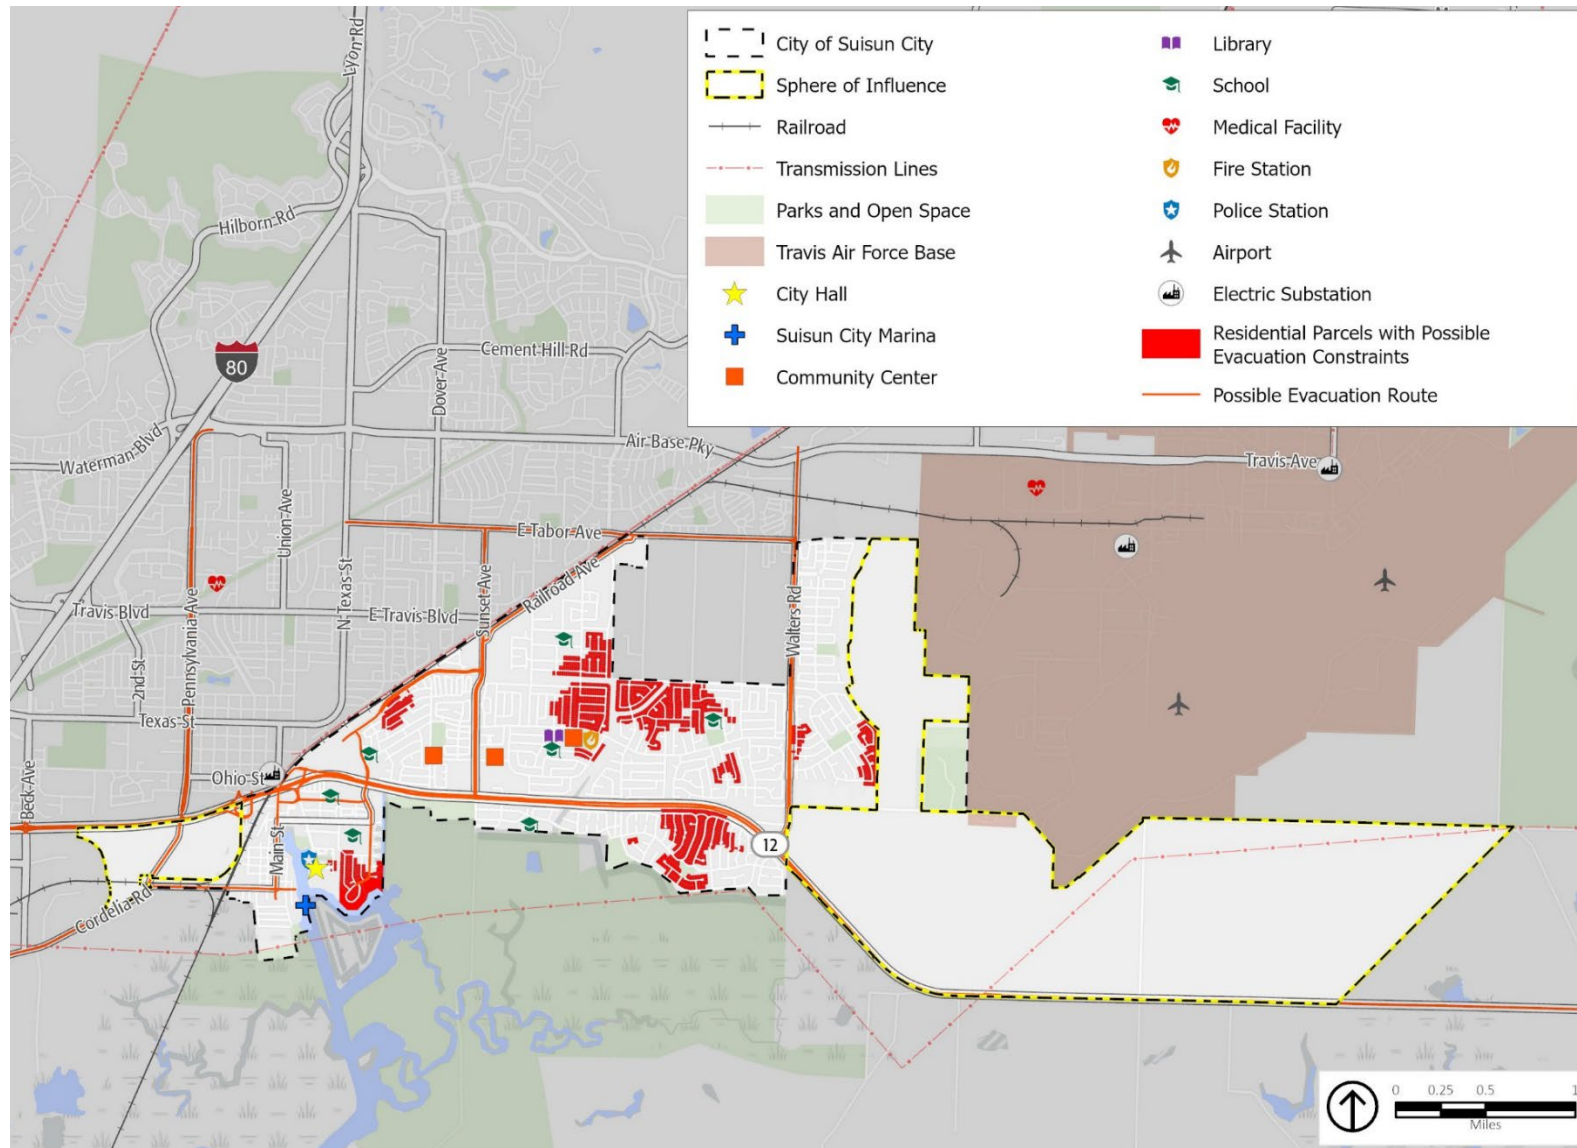 City of Suisun City
Sphere of Influence
Railroad
Transmission Lines
Parks and Open Space
Travis Air Force Base
City Hall
Suisun City Marina
Community Center
Library
School
Medical Facility
Fire Station
Police Station
Airport
Electric Substation
Residential Parcels with Possible
Evacuation Constraints
Possible Evacuation Route
Lyon Rd
Hilborn Rd
80
Cement Hill Rd
Dover Ave
Waterman Blvd
Air Base Pky
Travis Ave
Union Ave
N Texas St
E Tabor Ave
Railroad Ave
Sunset Ave
Walters Rd
Pennsylvania Ave
Travis Blvd
E Travis Blvd
2nd St
Texas St
Ohio St
Beck Ave
Main St
12
Cordelia Rd
0 0.25 0.5 1
Miles